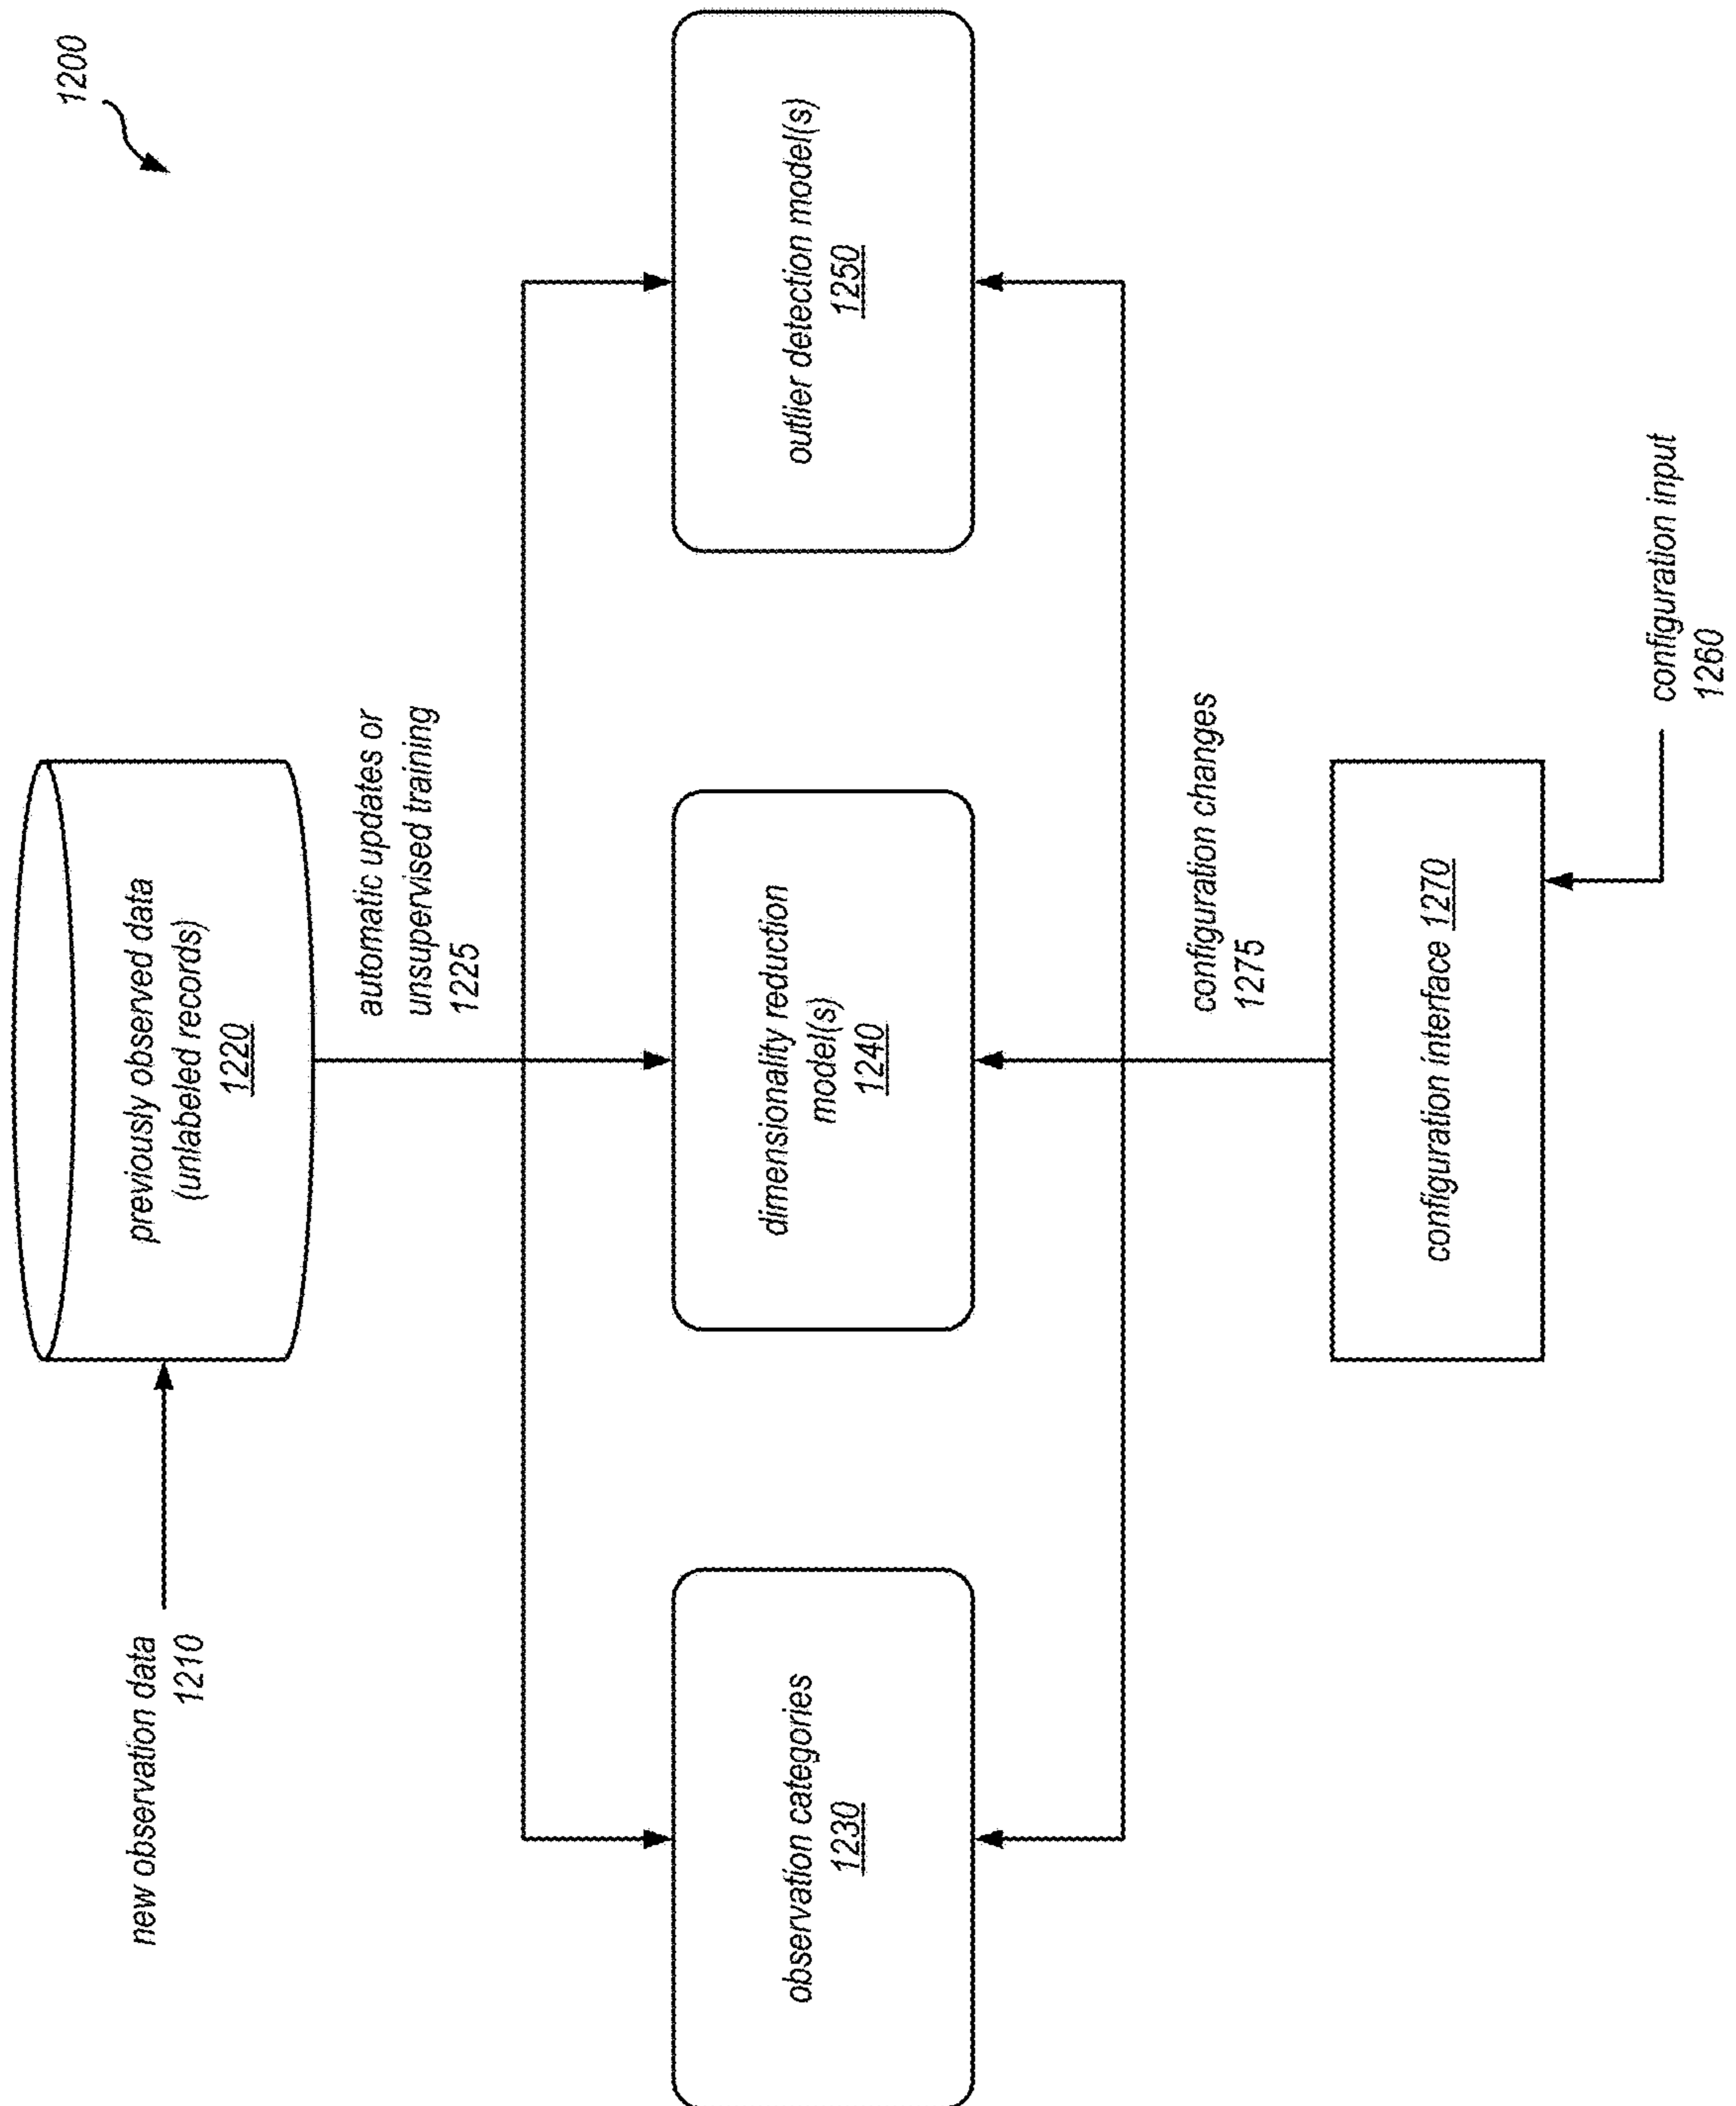 1200
new observation data
1210
previously observed data
(unlabeled records)
1220
automatic updates or
unsupervised training
1225
observation categories
1230
dimensionality reduction
model(s)
1240
outlier detection model(s)
1250
configuration changes
1275
configuration interface 1270
configuration input
1260